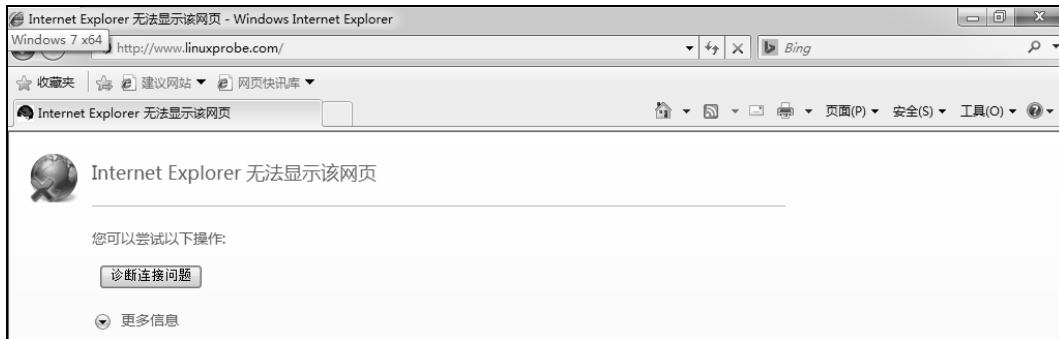 Internet Explorer 无法显示该网页 - Windows Internet Explorer
Windows 7 x64
http://www.linuxprobe.com/
Bing
收藏夹 建议网站 网页快讯库
Internet Explorer 无法显示该网页
页面(P) 安全(S) 工具(O)
Internet Explorer 无法显示该网页
您可以尝试以下操作:
诊断连接问题
更多信息